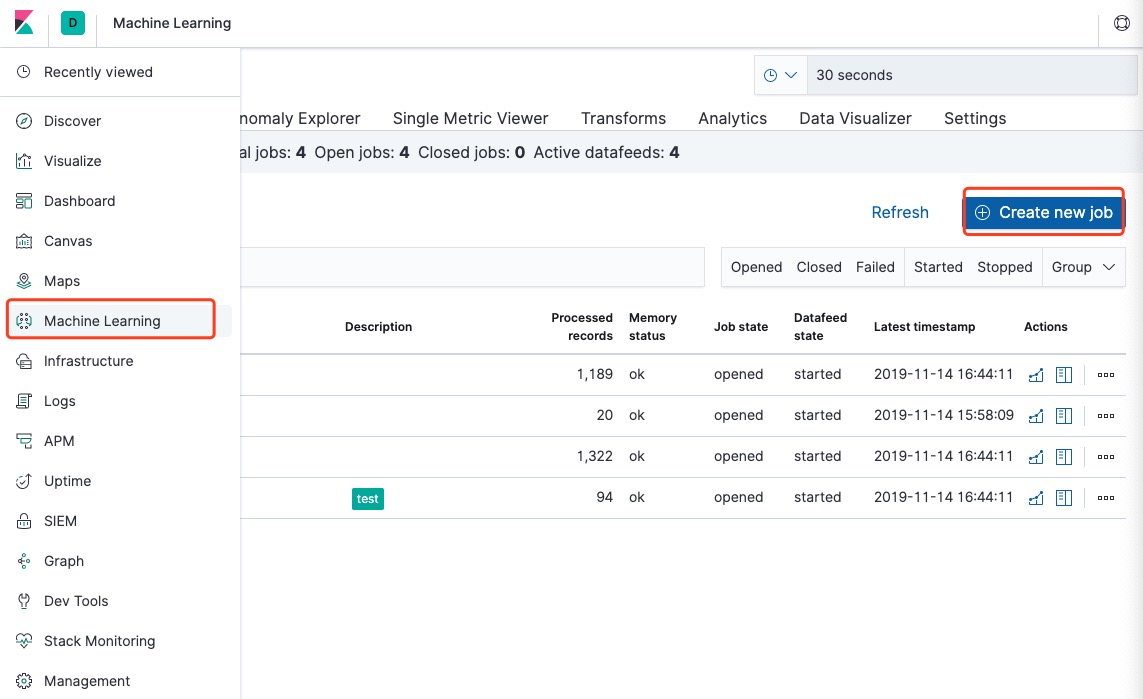 D Machine Learning
Recently viewed
30 seconds
Discover
Visualize
Dashboard
Canvas
Maps
Machine Learning
Infrastructure
Logs
APM
Uptime
SIEM
Graph
Dev Tools
Stack Monitoring
Management
nomaly Explorer Single Metric Viewer Transforms Analytics Data Visualizer Settings
al jobs: 4 Open jobs: 4 Closed jobs: 0 Active datafeeds: 4
Refresh Create new job
Opened Closed Failed Started Stopped Group
Description Processed records Memory status Job state Datafeed state Latest timestamp Actions
1,189 ok opened started 2019-11-14 16:44:11
20 ok opened started 2019-11-14 15:58:09
1,322 ok opened started 2019-11-14 16:44:11
test 94 ok opened started 2019-11-14 16:44:11